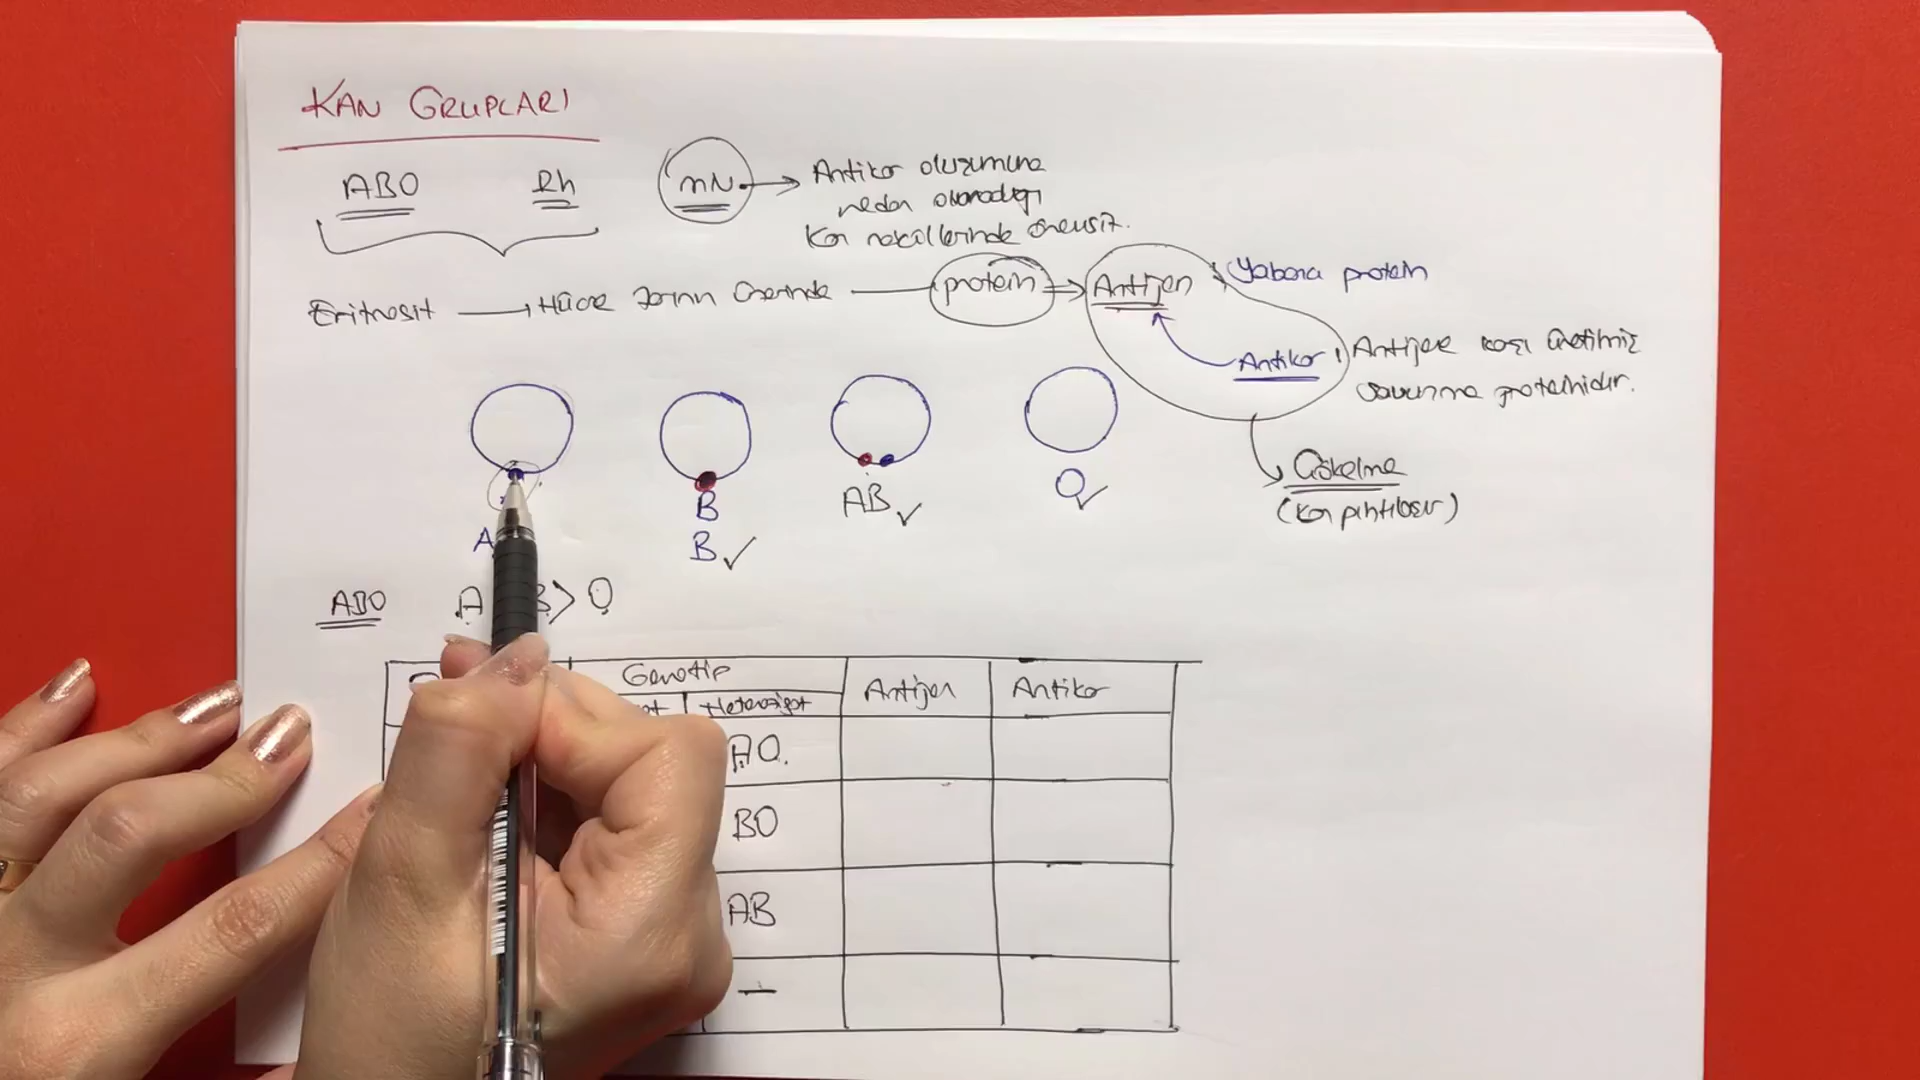 KAN GRUPLARI
ABO Rh MN Antikor oluşumuna
neden olmadığı
Kan nakillerinde önemsiz.
Eritrosit Hücre zarının üzerinde protein Antijen : Yabancı protein
Antikor : Antijene karşı üretilmiş
savunma proteinidir.
Çökelme
(Kan pıhtılaşır)
B AB O
A B
ABO A B > O
Genotip Antijen Antikor
Heterozigot
AO.
BO
AB
—